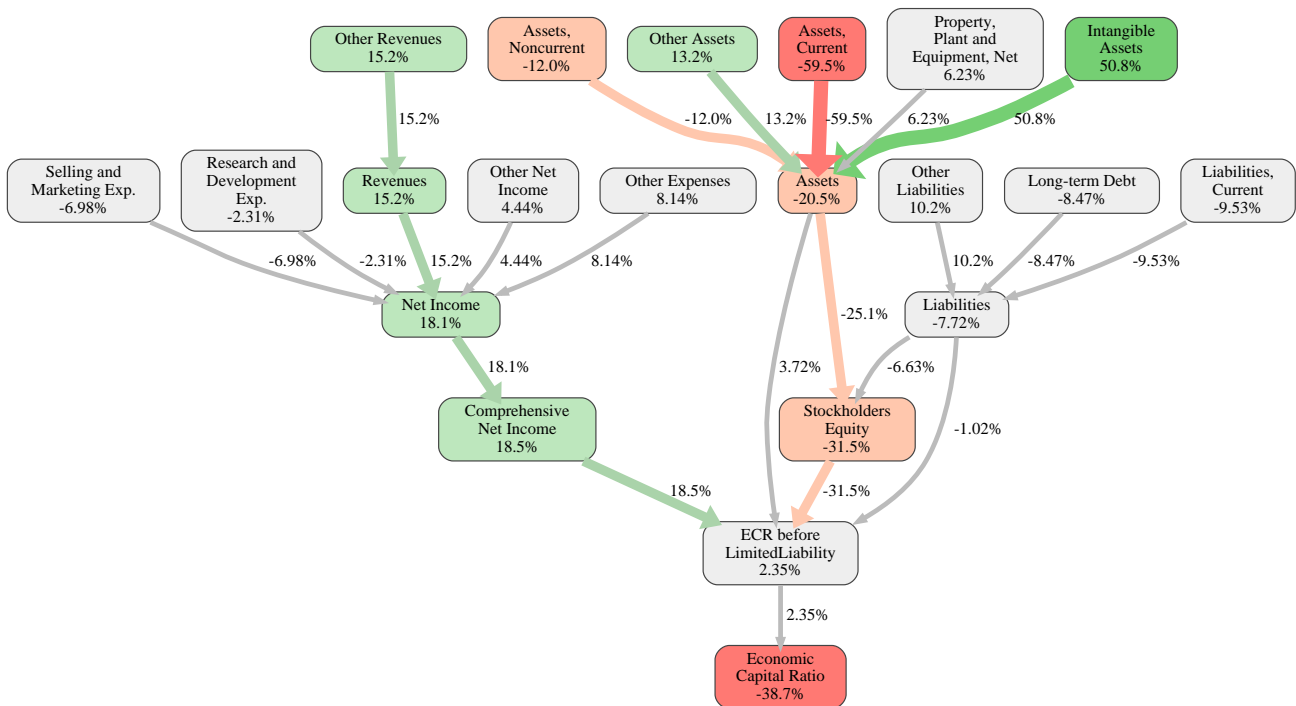 Other Revenues
15.2%
Assets,
Noncurrent
-12.0%
Other Assets
13.2%
Assets,
Current
-59.5%
Property,
Plant and
Equipment, Net
6.23%
Intangible
Assets
50.8%
15.2%
-12.0%
13.2%
-59.5%
6.23%
50.8%
Selling and
Marketing Exp.
-6.98%
Research and
Development
Exp.
-2.31%
Revenues
15.2%
Other Net
Income
4.44%
Other Expenses
8.14%
Assets
-20.5%
Other
Liabilities
10.2%
Long-term Debt
-8.47%
Liabilities,
Current
-9.53%
-6.98%
-2.31%
15.2%
4.44%
8.14%
10.2%
-8.47%
-9.53%
Net Income
18.1%
-25.1%
Liabilities
-7.72%
18.1%
3.72%
-6.63%
Comprehensive
Net Income
18.5%
Stockholders
Equity
-31.5%
-1.02%
18.5%
-31.5%
ECR before
LimitedLiability
2.35%
2.35%
Economic
Capital Ratio
-38.7%